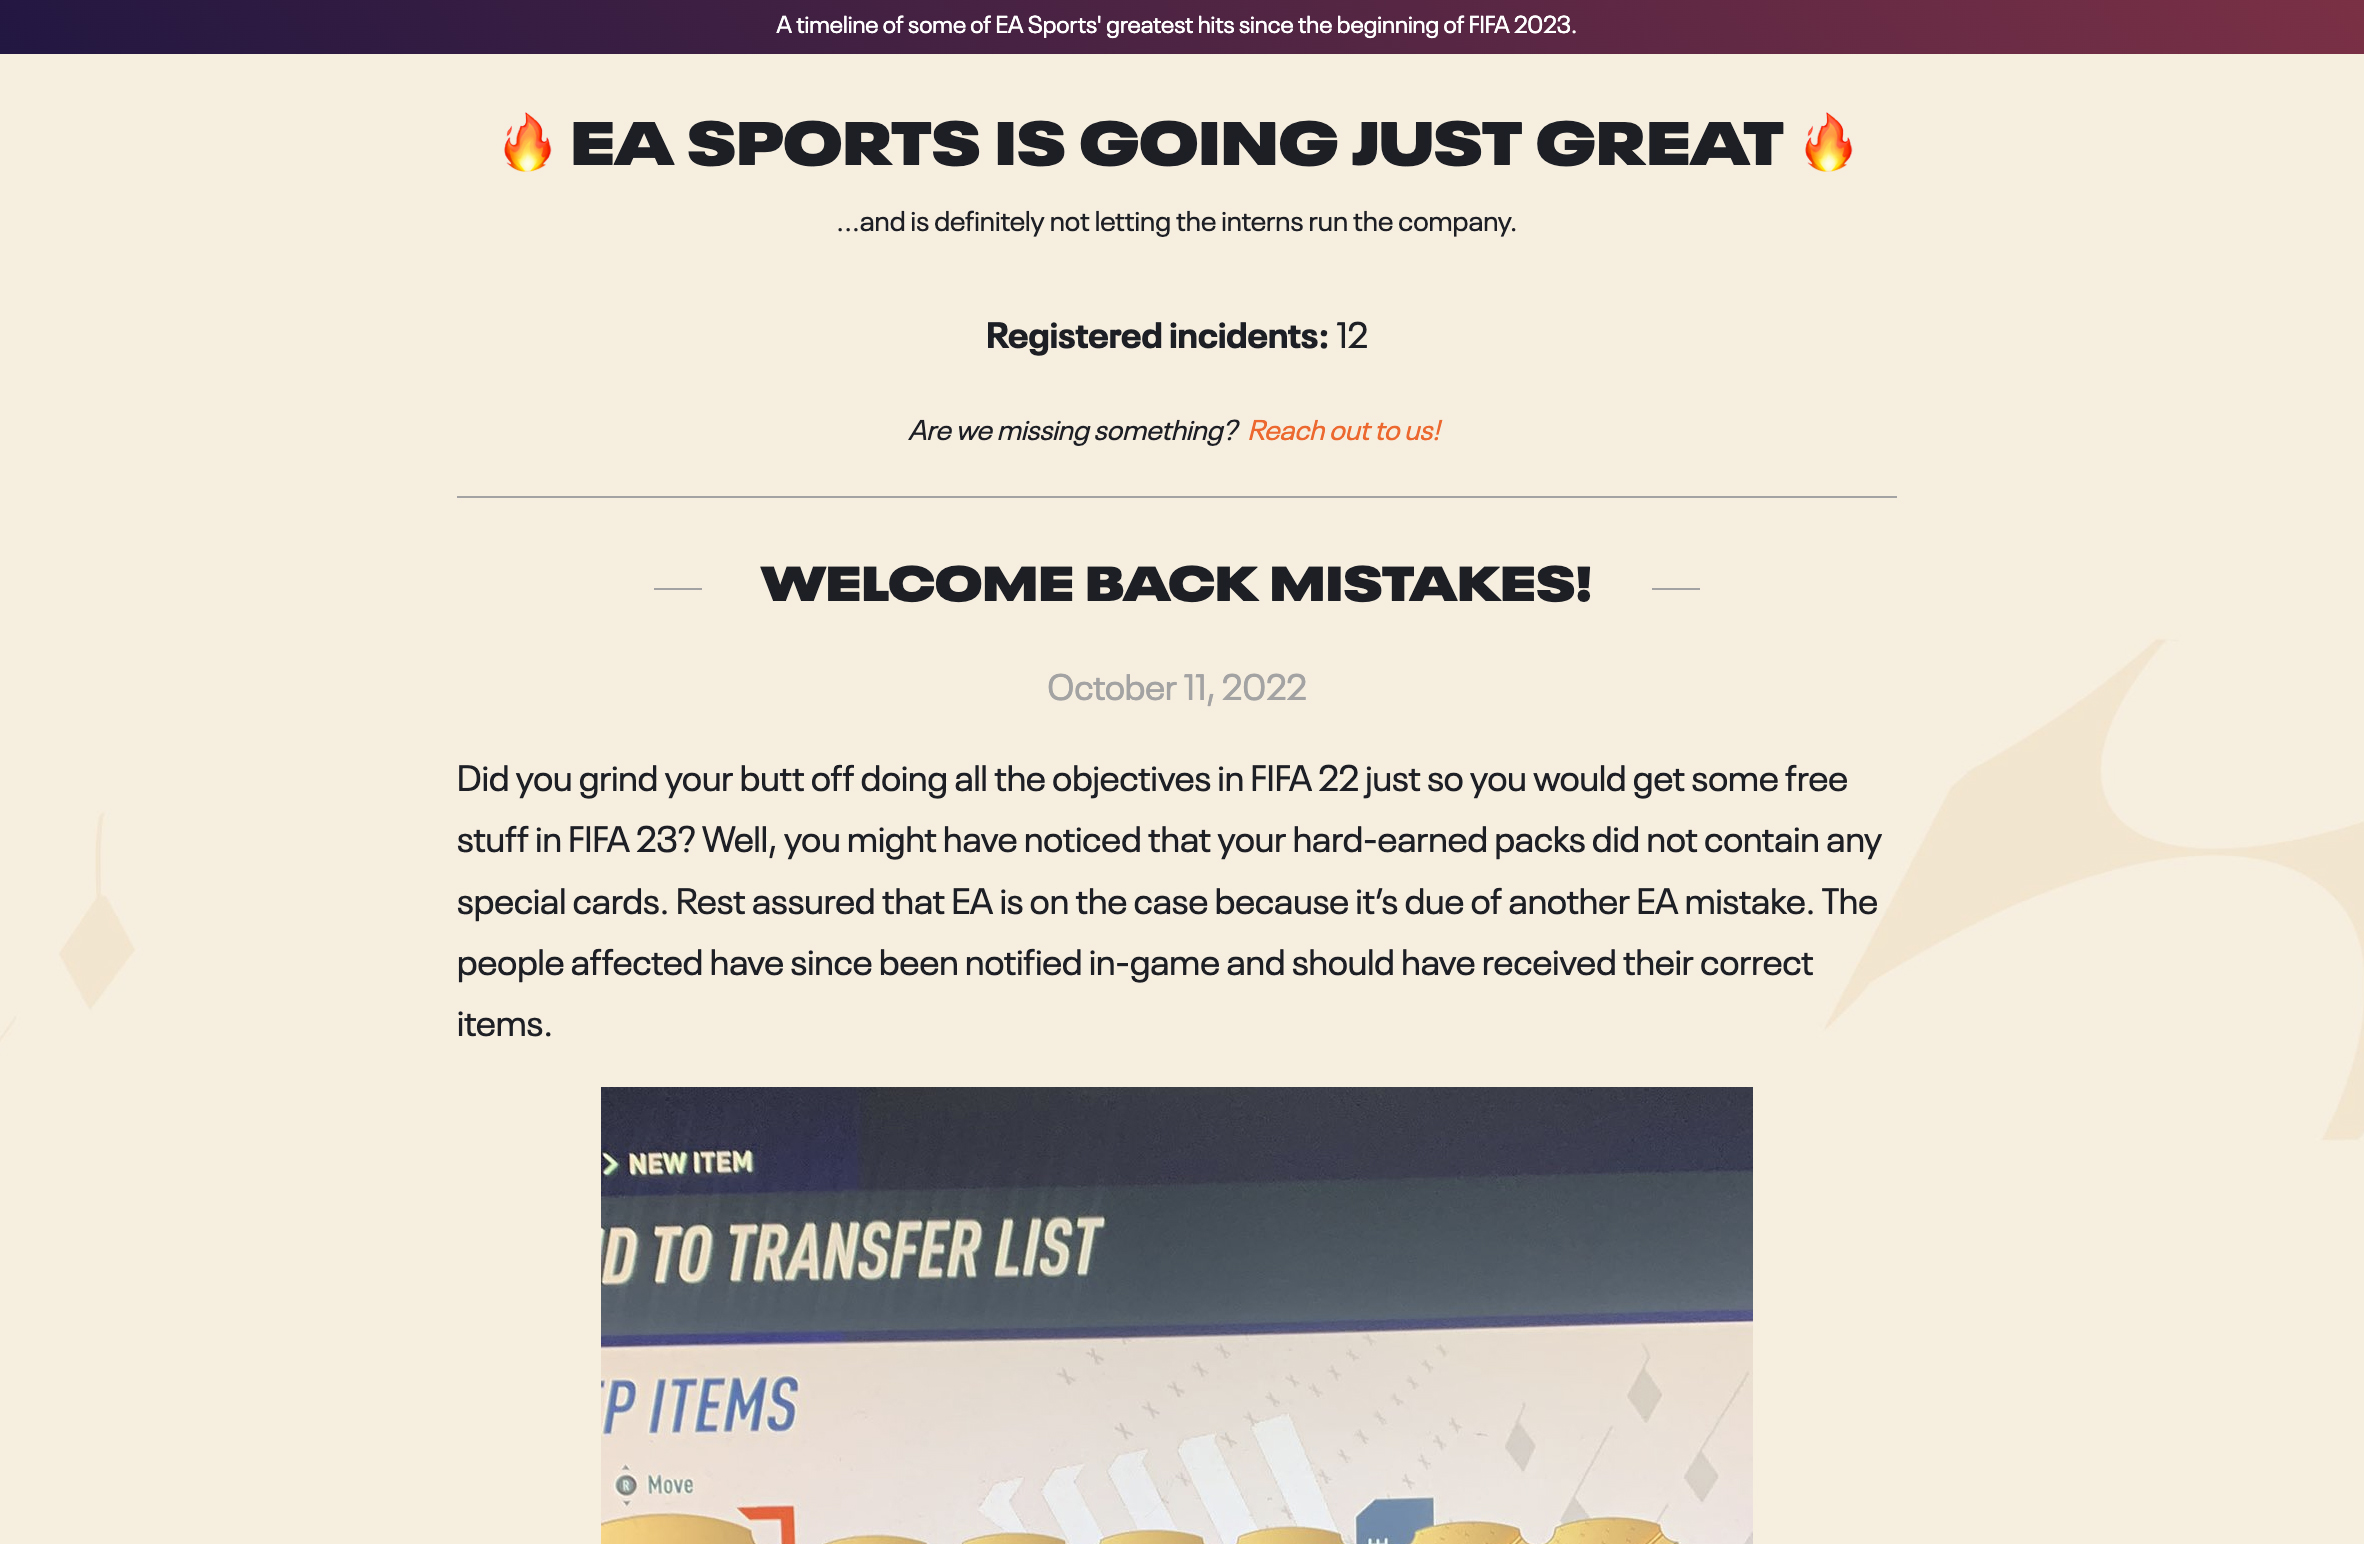 A timeline of some of EA Sports' greatest hits since the beginning of FIFA 2023.
🔥 EA SPORTS IS GOING JUST GREAT 🔥
...and is definitely not letting the interns run the company.
Registered incidents: 12
Are we missing something? Reach out to us!
WELCOME BACK MISTAKES!
October 11, 2022
Did you grind your butt off doing all the objectives in FIFA 22 just so you would get some free
stuff in FIFA 23? Well, you might have noticed that your hard-earned packs did not contain any
special cards. Rest assured that EA is on the case because it’s due of another EA mistake. The
people affected have since been notified in-game and should have received their correct
items.
> NEW ITEM
D TO TRANSFER LIST
P ITEMS
R Move